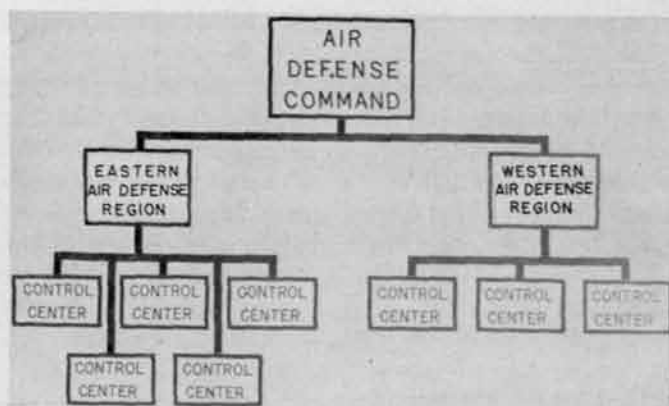 AIR
DEFENSE
COMMAND
EASTERN
AIR DEFENSE
REGION
WESTERN
AIR DEFENSE
REGION
CONTROL
CENTER
CONTROL
CENTER
CONTROL
CENTER
CONTROL
CENTER
CONTROL
CENTER
CONTROL
CENTER
CONTROL
CENTER
CONTROL
CENTER